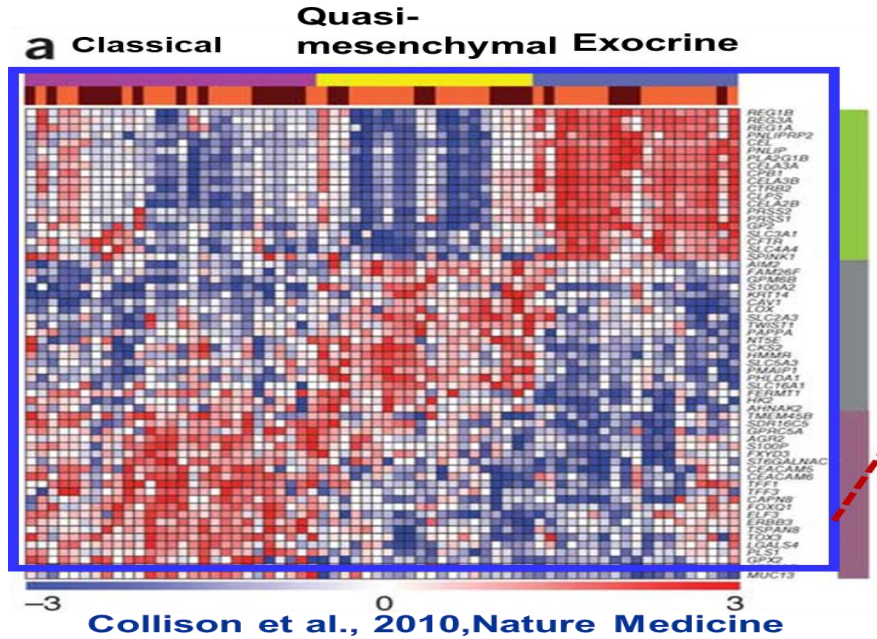 Quasi-
a Classical mesenchymal Exocrine
REG1B
REG3A
REG1A
PNLIPRP2
CEL
PNLIP
PLA2G1B
CELA3A
CPB1
CELA3B
CTRB2
CLPS
CELA2B
PRSS2
PRSS1
GP2
SLC3A1
CFTR
SLC4A4
SPINK1
AIM2
FAM26F
GPM6B
S100A2
KRT14
CAV1
LOX
SLC2A3
TWIST1
PAPPA
NT5E
CKS2
HMMR
SLC5A3
PMAIP1
PHLDA1
SLC16A1
FERMT1
HK2
AHNAK2
TMEM45B
SDR16C5
GPRC5A
AGR2
S100P
FXYD3
ST6GALNAC
CEACAM5
CEACAM6
TFF1
TFF3
CAPN8
FOXQ1
ELF3
ERBB3
TSPAN8
TOX3
LGALS4
PLS1
GPX2
MUC13
–3 0 3
Collison et al., 2010,Nature Medicine